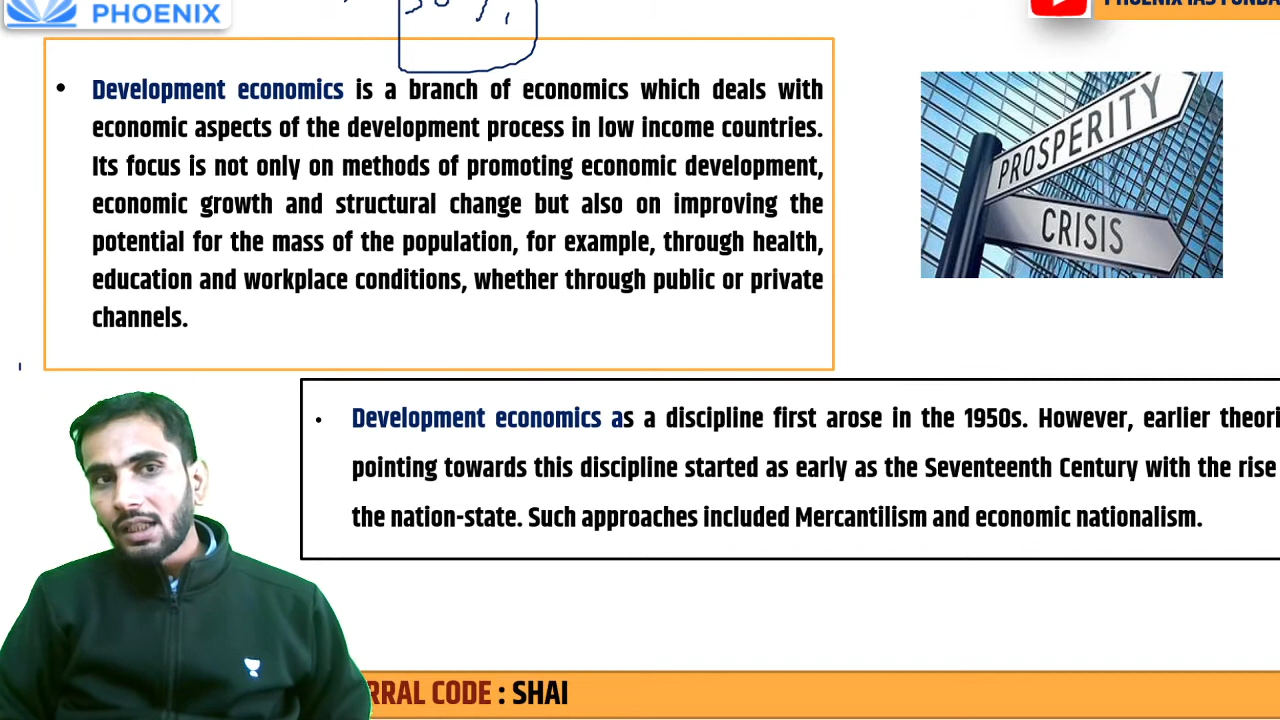 PHOENIX
Development economics is a branch of economics which deals with
economic aspects of the development process in low income countries.
Its focus is not only on methods of promoting economic development,
economic growth and structural change but also on improving the
potential for the mass of the population, for example, through health,
education and workplace conditions, whether through public or private
channels.
PROSPERITY
CRISIS
Development economics as a discipline first arose in the 1950s. However, earlier theori
pointing towards this discipline started as early as the Seventeenth Century with the rise
the nation-state. Such approaches included Mercantilism and economic nationalism.
RRAL CODE : SHAI